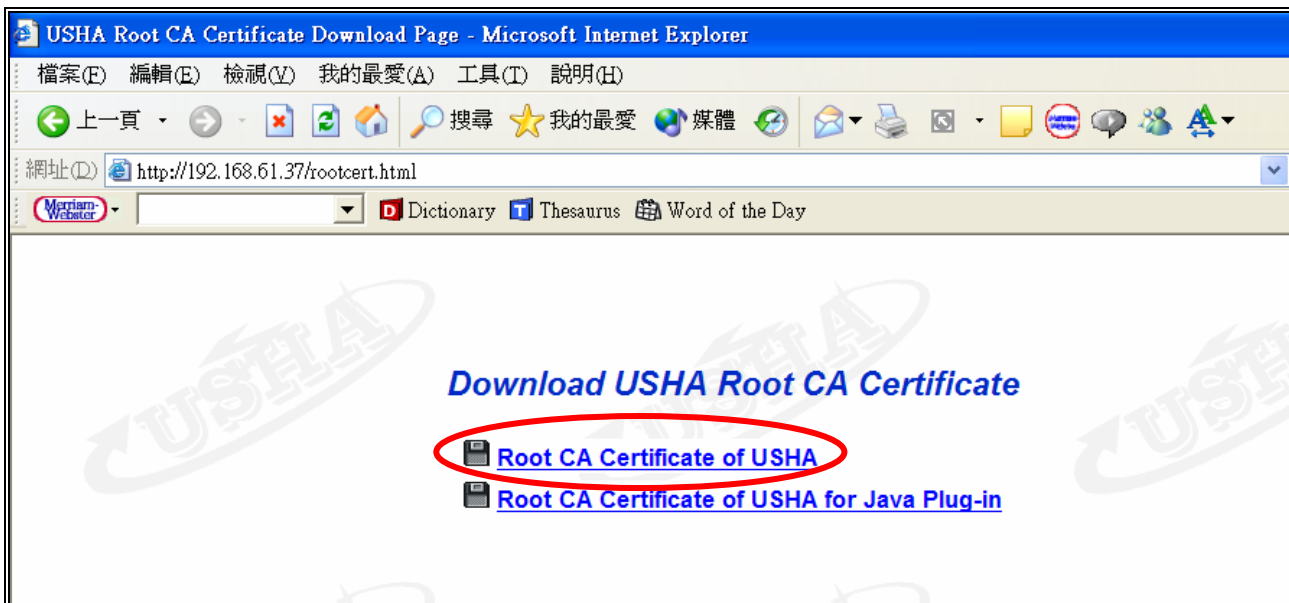 USHA Root CA Certificate Download Page - Microsoft Internet Explorer
檔案(F) 編輯(E) 檢視(V) 我的最愛(A) 工具(T) 說明(H)
上一頁 搜尋 我的最愛 媒體
網址(D) http://192.168.61.37/rootcert.html
Merriam-Webster Dictionary Thesaurus Word of the Day
USHA USHA USHA
Download USHA Root CA Certificate
Root CA Certificate of USHA
Root CA Certificate of USHA for Java Plug-in